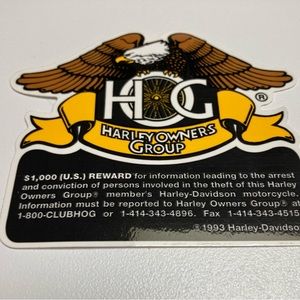 HOG
®
HARLEY OWNERS
GROUP
$1,000 (U.S.) REWARD for information leading to the arrest
and conviction of persons involved in the theft of this Harley
Owners Group® member's Harley-Davidson motorcycle.
Information must be reported to Harley Owners Group® at
1-800-CLUBHOG or 1-414-343-4896. Fax 1-414-343-4515
©1993 Harley-Davidson